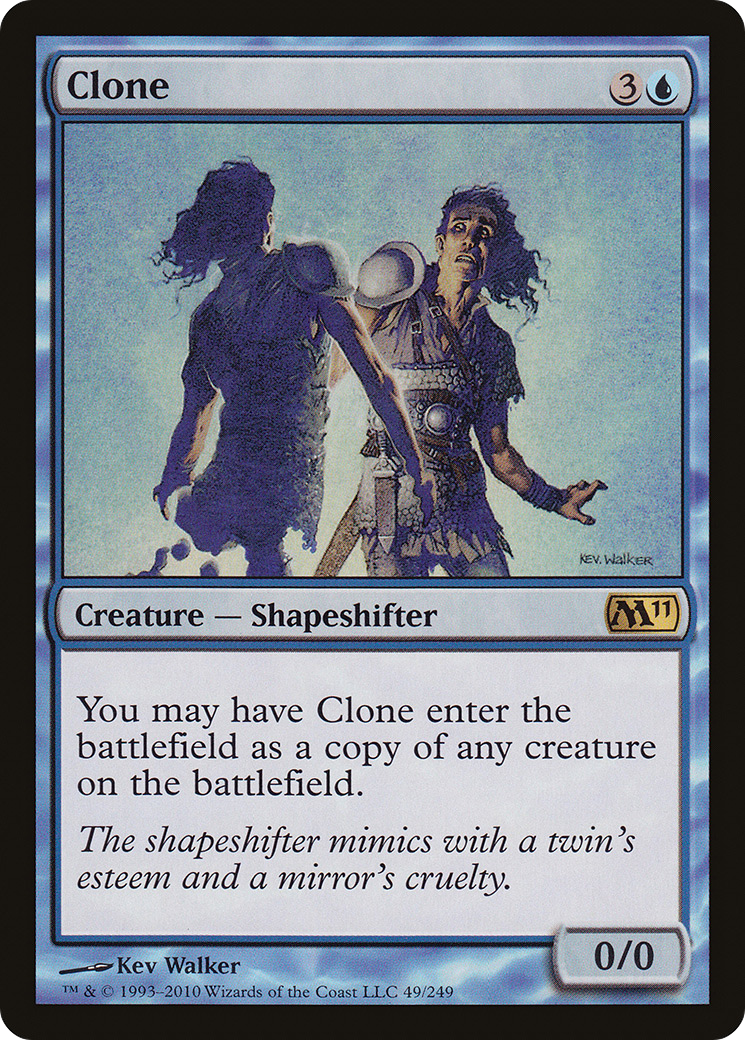 Clone 3
KEV. WALKER
Creature — Shapeshifter M11
You may have Clone enter the
battlefield as a copy of any creature
on the battlefield.
The shapeshifter mimics with a twin's
esteem and a mirror's cruelty.
0/0
Kev Walker
™ & © 1993–2010 Wizards of the Coast LLC 49/249